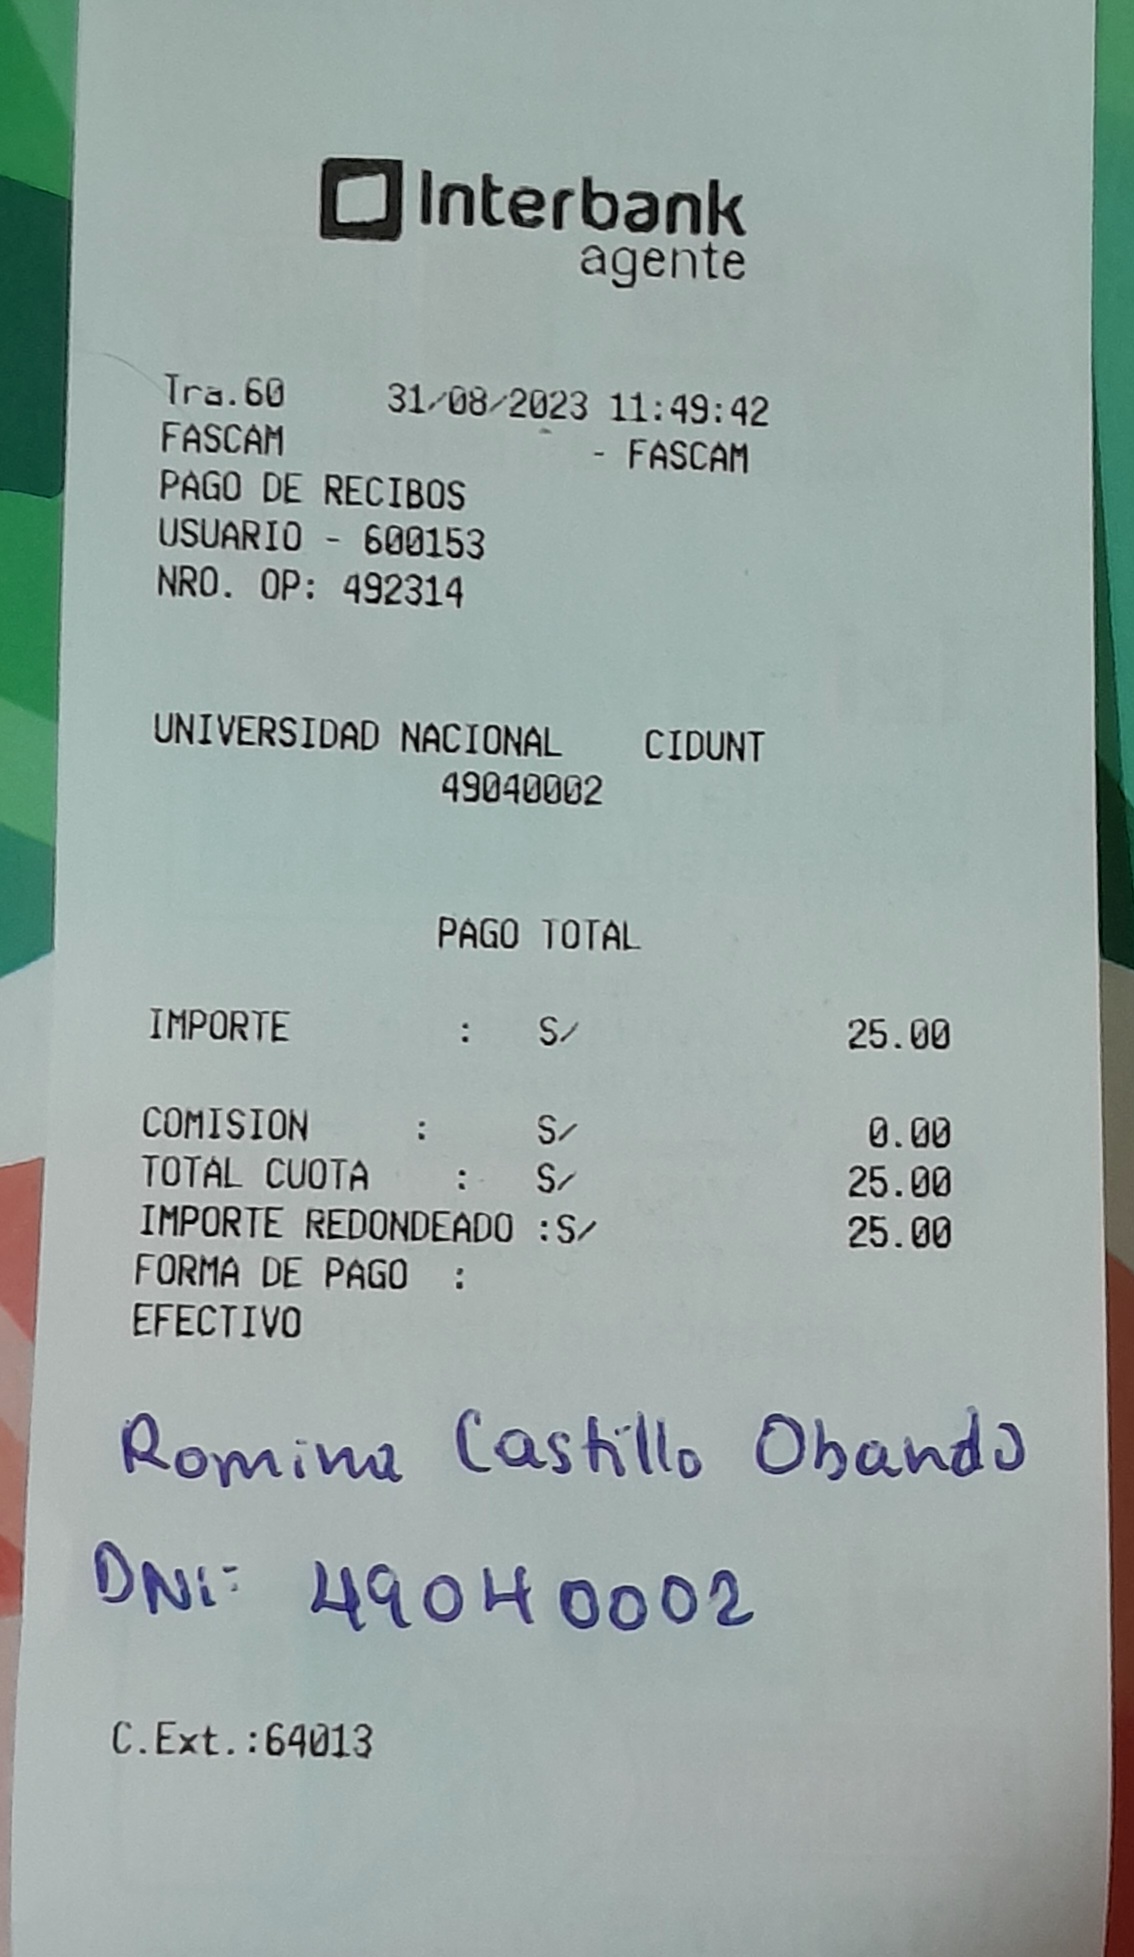 Interbank
agente
Tra.60 31/08/2023 11:49:42
FASCAM - FASCAM
PAGO DE RECIBOS
USUARIO - 600153
NRO. OP: 492314
UNIVERSIDAD NACIONAL CIDUNT
49040002
PAGO TOTAL
IMPORTE : S/ 25.00
COMISION : S/ 0.00
TOTAL CUOTA : S/ 25.00
IMPORTE REDONDEADO :S/ 25.00
FORMA DE PAGO :
EFECTIVO
Romina Castillo Obando
DNI: 49040002
C.Ext.:64013